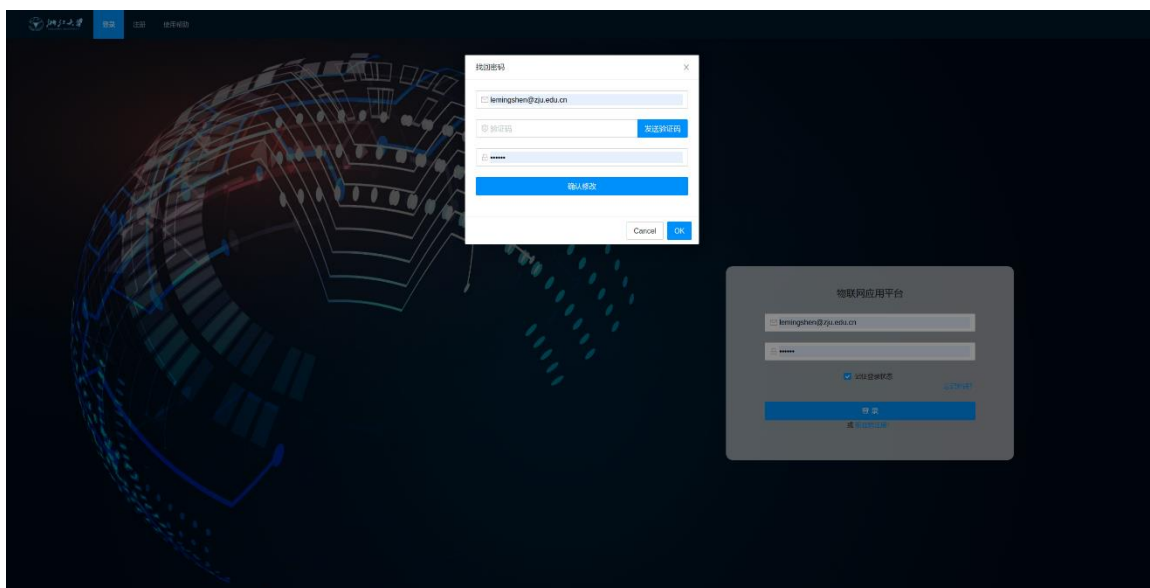 浙江大学
登录 注册 使用帮助
找回密码 X
lemingshen@zju.edu.cn
验证码 发送验证码
••••••
确认修改
Cancel OK
物联网应用平台
lemingshen@zju.edu.cn
••••••
记住登录状态
登 录
或